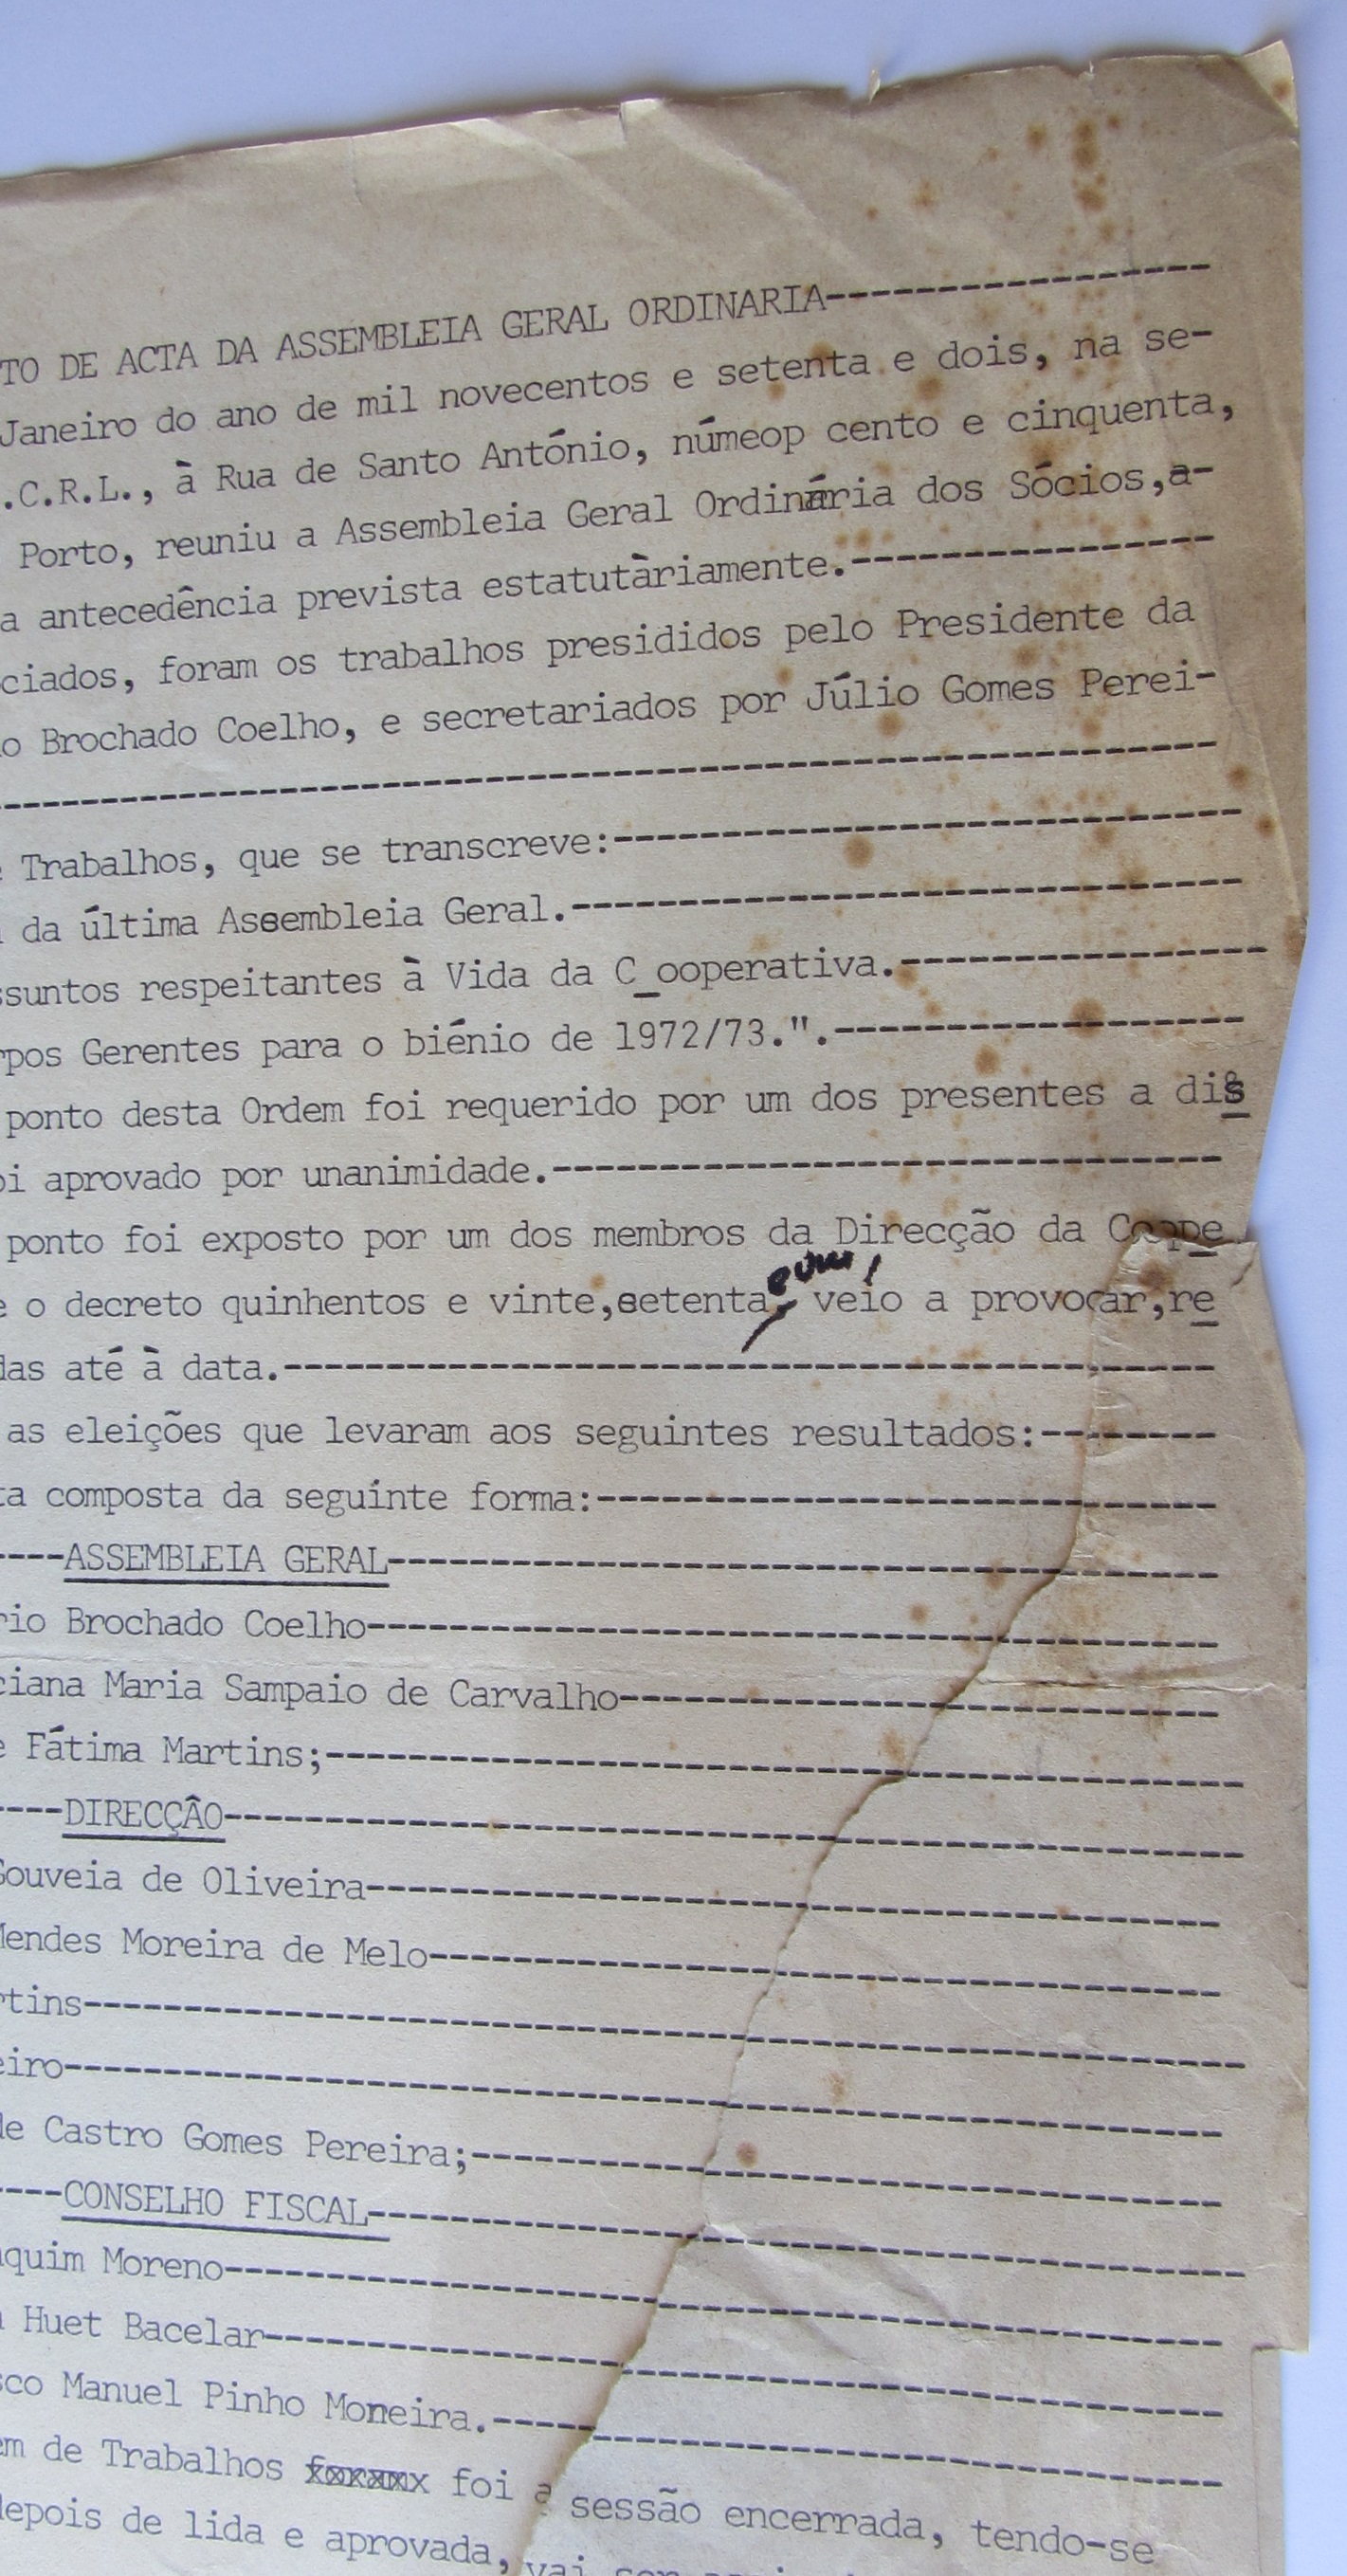 TO DE ACTA DA ASSEMBLEIA GERAL ORDINARIA-----------------
Janeiro do ano de mil novecentos e setenta e dois, na se-
.C.R.L., à Rua de Santo António, númeop cento e cinquenta,
Porto, reuniu a Assembleia Geral Ordinária dos Sócios,a-
a antecedência prevista estatutàriamente.----------------
ciados, foram os trabalhos presididos pelo Presidente da
o Brochado Coelho, e secretariados por Júlio Gomes Perei-
------------------------------------------------------------
Trabalhos, que se transcreve:-----------------------------
da última Assembleia Geral.-------------------------------
ssuntos respeitantes à Vida da C_ooperativa.-----------------
rpos Gerentes para o biénio de 1972/73.".-------------------
ponto desta Ordem foi requerido por um dos presentes a dis
oi aprovado por unanimidade.--------------------------------
ponto foi exposto por um dos membros da Direcção da Coope
e o decreto quinhentos e vinte,setenta, e um, veio a provocar,re
das até à data.----------------------------------------------
as eleições que levaram aos seguintes resultados:--------
ta composta da seguinte forma:------------------------------
----ASSEMBLEIA GERAL----------------------------------------
rio Brochado Coelho-----------------------------------------
ciana Maria Sampaio de Carvalho-----------------------------
e Fátima Martins;---------------------------------------------
----DIRECÇÂO--------------------------------------------------
Gouveia de Oliveira-----------------------------------------
Mendes Moreira de Melo--------------------------------------
rtins---------------------------------------------------------
eiro---------------------------------------------------------
de Castro Gomes Pereira;------------------------------------
----CONSELHO FISCAL------------------------------------------
quim Moreno-------------------------------------------------
Huet Bacelar------------------------------------------------
sco Manuel Pinho Moreira.-----------------------------------
em de Trabalhos foramx foi a sessão encerrada, tendo-se
depois de lida e aprovada, vai ser